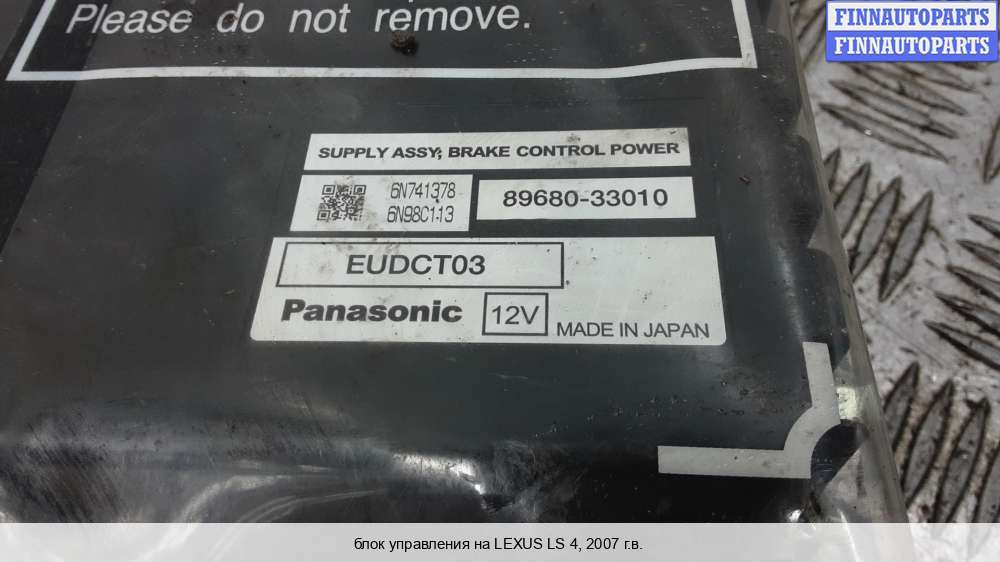 Please do not remove.
FINNAUTOPARTS
FINNAUTOPARTS
SUPPLY ASSY; BRAKE CONTROL POWER
6N741378
6N98C113
89680-33010
EUDCT03
Panasonic
12V
MADE IN JAPAN
блок управления на LEXUS LS 4, 2007 г.в.